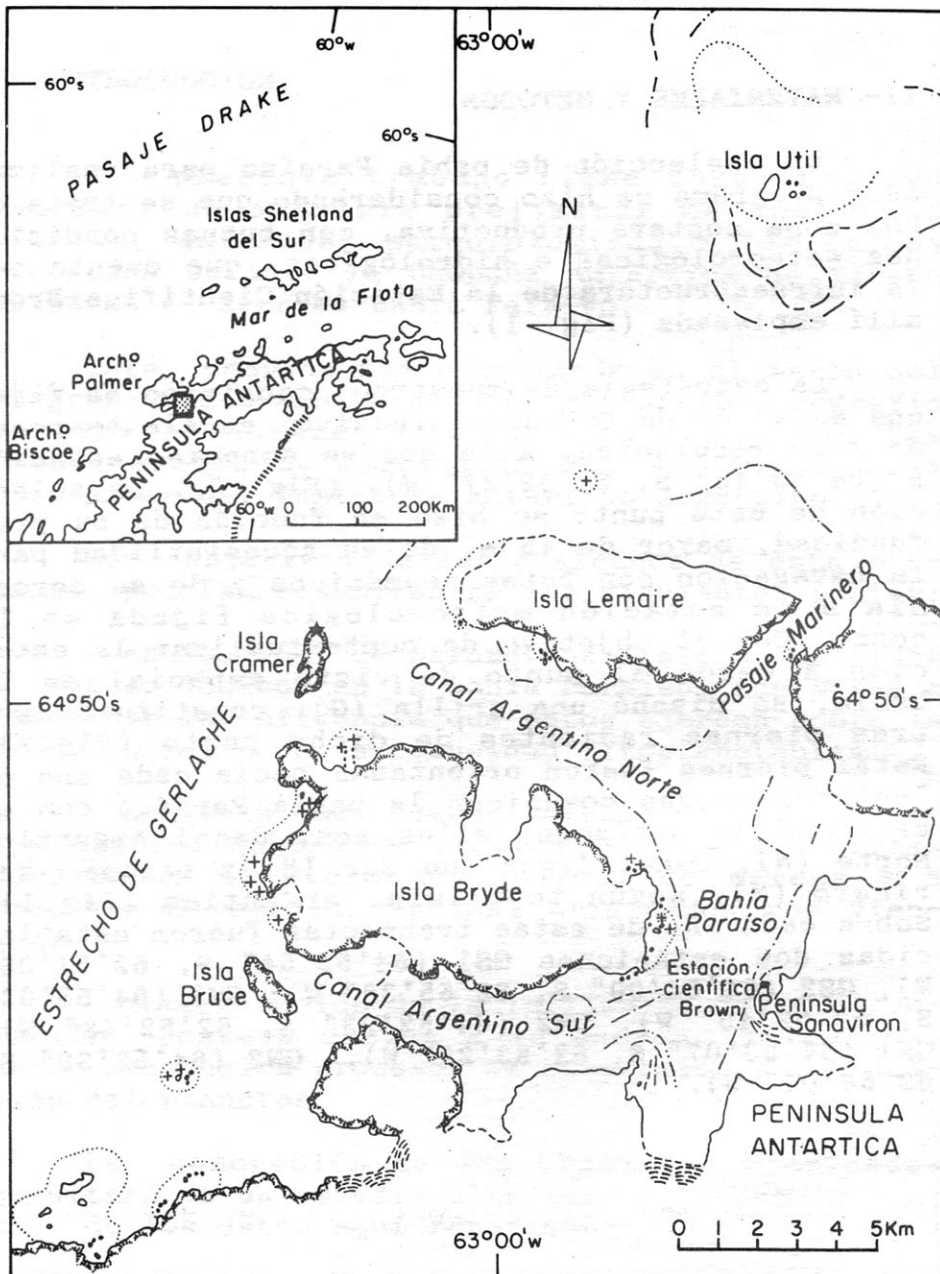 60°w
60°s
PASAJE DRAKE
60°s
Islas Shetland
del Sur
Mar de la Flota
Archº
Palmer
PENINSULA ANTARTICA
Archº
Biscoe
60°w
0 100 200Km
63°00'w
Isla Util
N
Isla Lemaire
Pasaje Marinero
Isla
Cramer
64°50's
64°50's
Canal Argentino Norte
ESTRECHO DE GERLACHE
Isla Bryde
Bahía
Paraíso
Isla
Bruce
Canal Argentino Sur
Estación
científica
Brown
Península
Sanaviron
PENINSULA
ANTARTICA
63°00'w
0 1 2 3 4 5Km